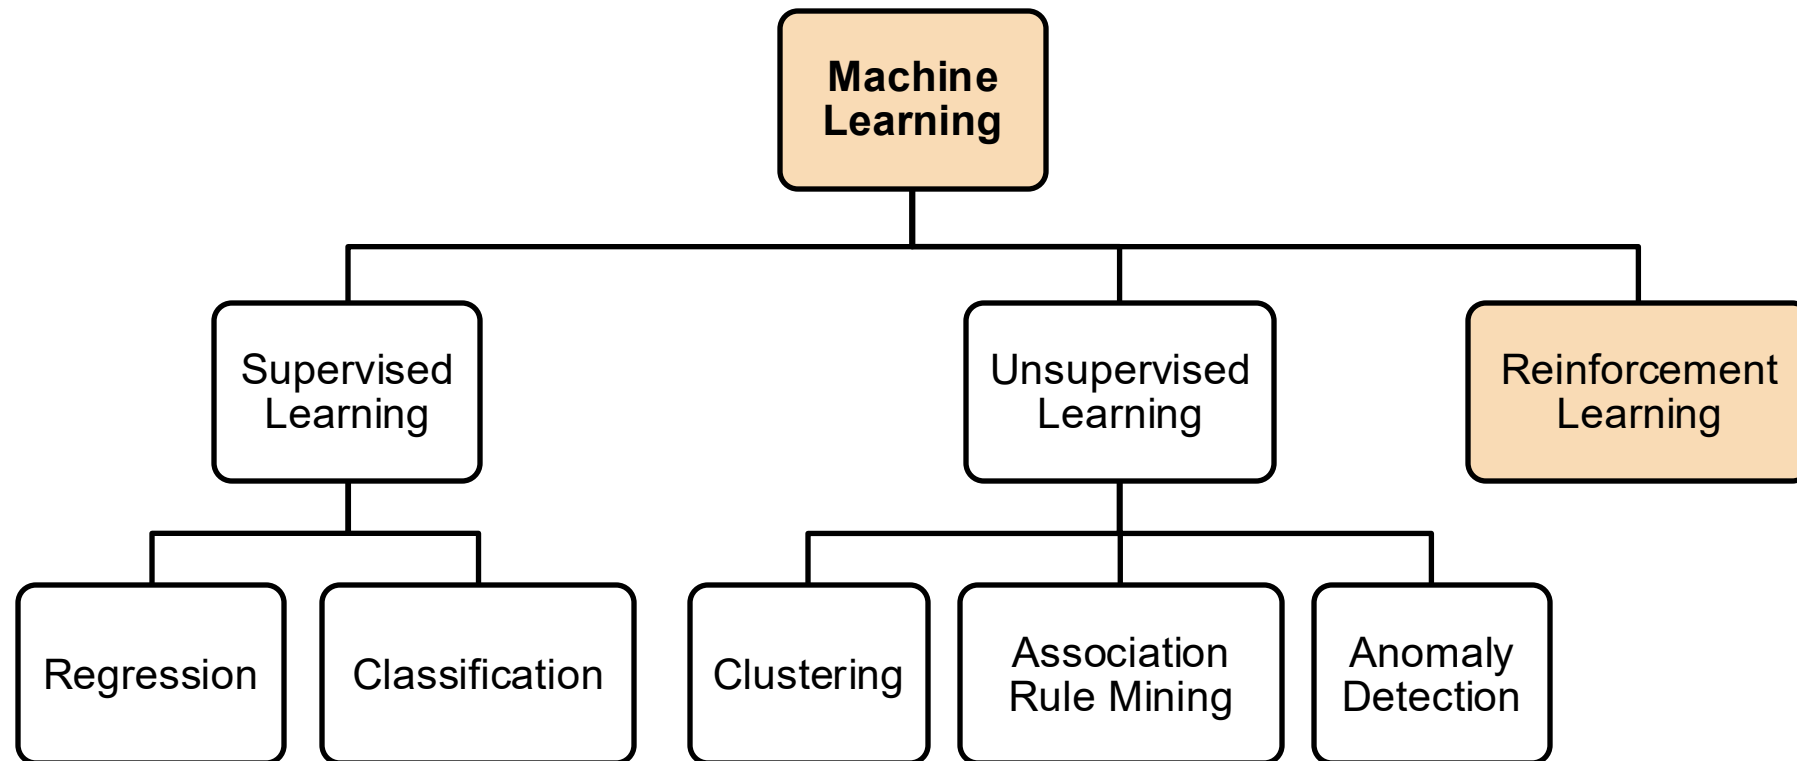 Machine
Learning
Supervised
Learning
Unsupervised
Learning
Reinforcement
Learning
Regression
Classification
Clustering
Association
Rule Mining
Anomaly
Detection